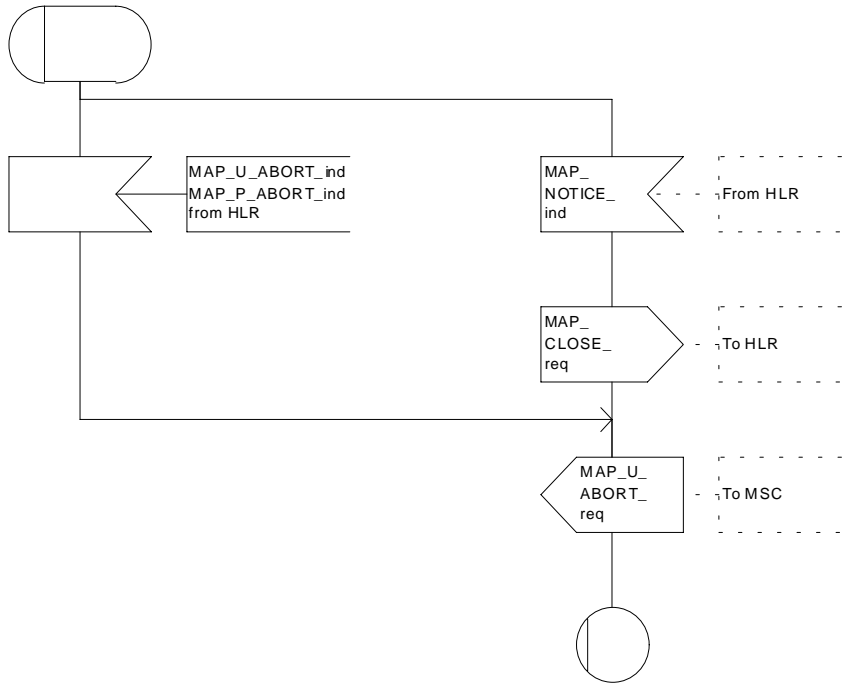 MAP_U_ABORT_ind
MAP_P_ABORT_ind
from HLR
MAP_
NOTICE_
ind
From HLR
MAP_
CLOSE_
req
To HLR
MAP_U_
ABORT_
req
To MSC